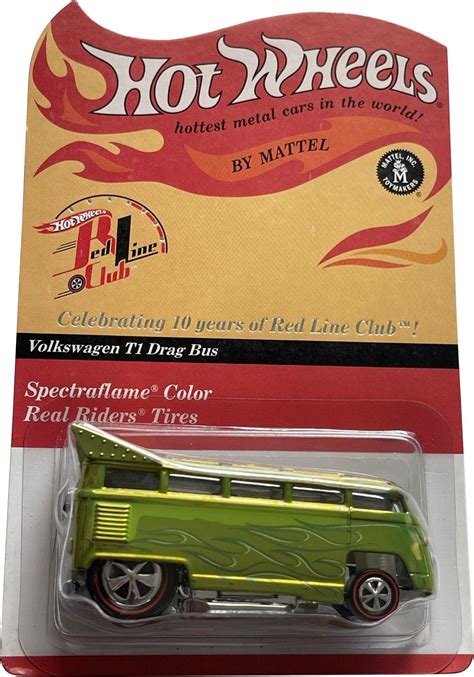 Hot Wheels®
hottest metal cars in the world!
BY MATTEL
MATTEL, INC.
M
TOYMAKERS
Hot Wheels
Red Line
Club™
Celebrating 10 years of Red Line Club™!
Volkswagen T1 Drag Bus
Spectraflame® Color
Real Riders® Tires